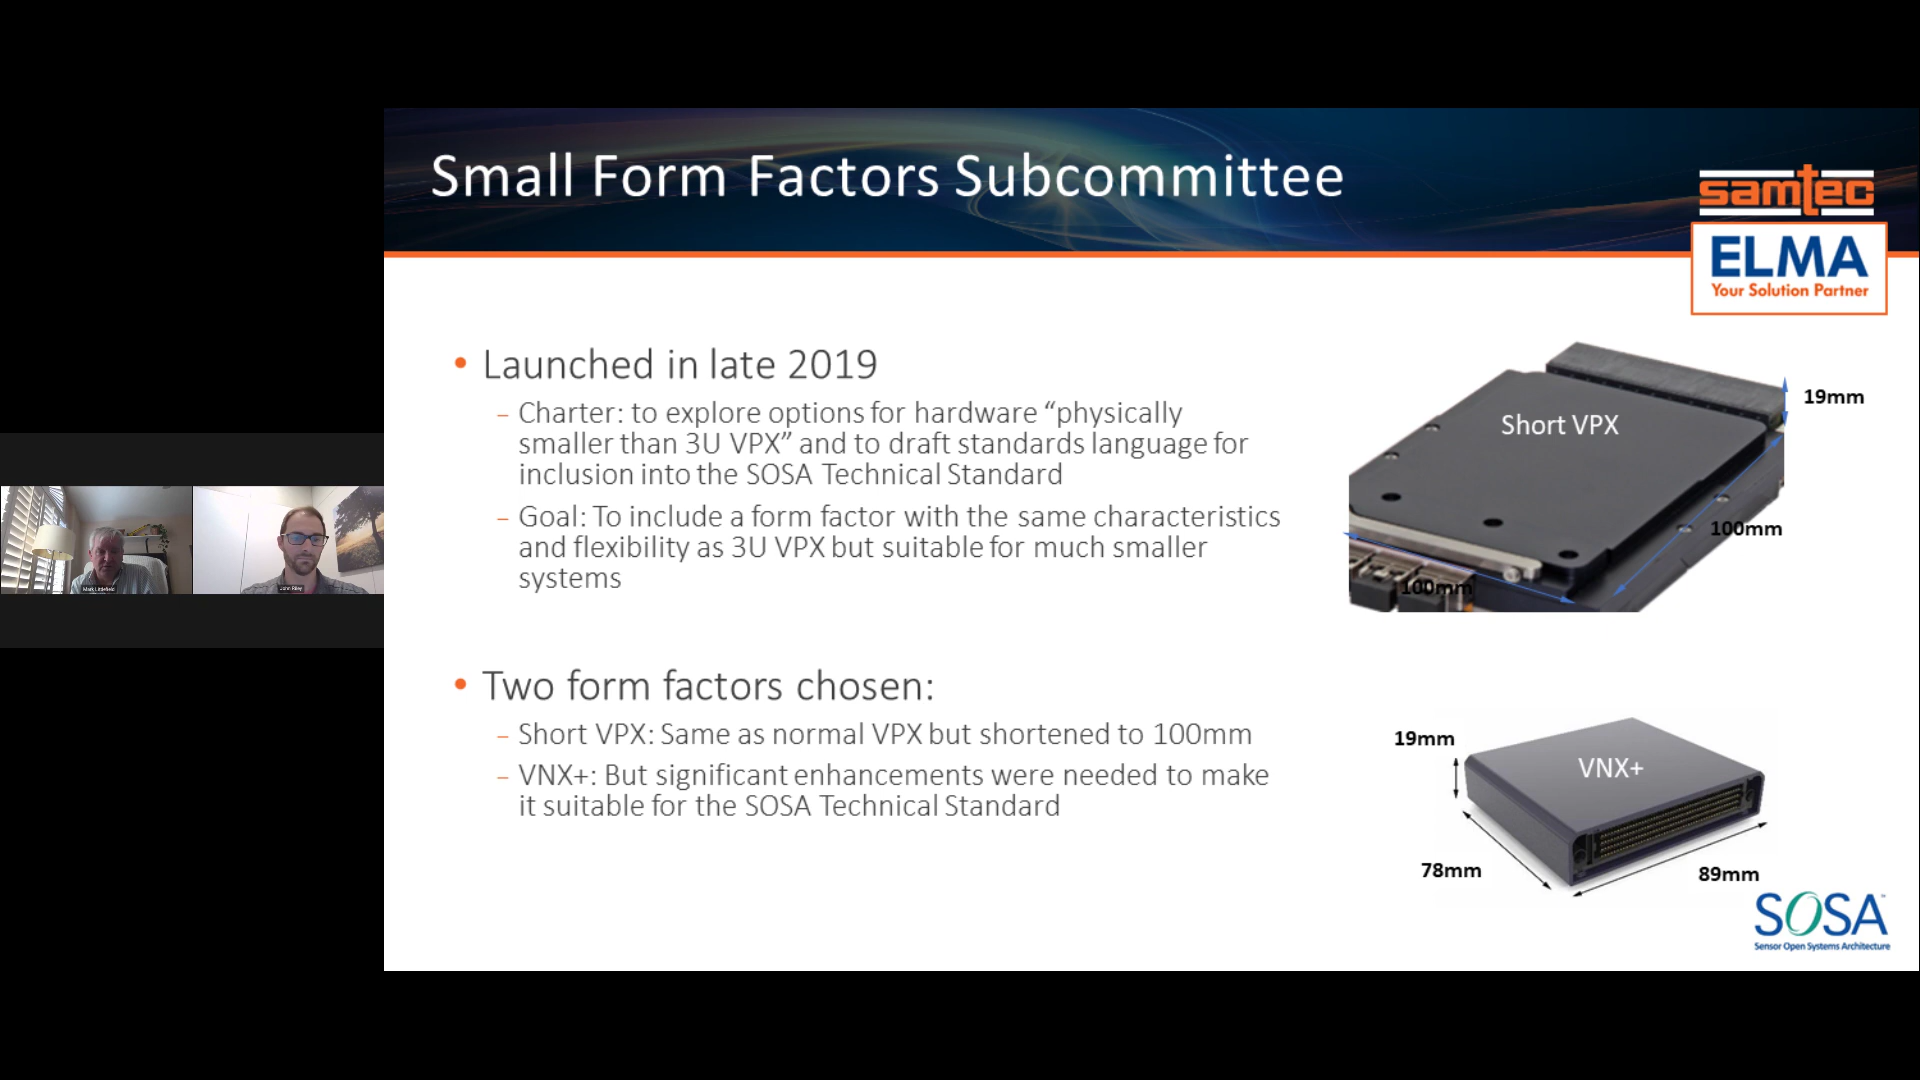 Small Form Factors Subcommittee
samtec
ELMA
Your Solution Partner
• Launched in late 2019
– Charter: to explore options for hardware “physically
smaller than 3U VPX” and to draft standards language for
inclusion into the SOSA Technical Standard
– Goal: To include a form factor with the same characteristics
and flexibility as 3U VPX but suitable for much smaller
systems
• Two form factors chosen:
– Short VPX: Same as normal VPX but shortened to 100mm
– VNX+: But significant enhancements were needed to make
it suitable for the SOSA Technical Standard
Short VPX
19mm
100mm
100mm
19mm
VNX+
78mm
89mm
SOSA™
Sensor Open Systems Architecture
Mark Littlefield
John Riley